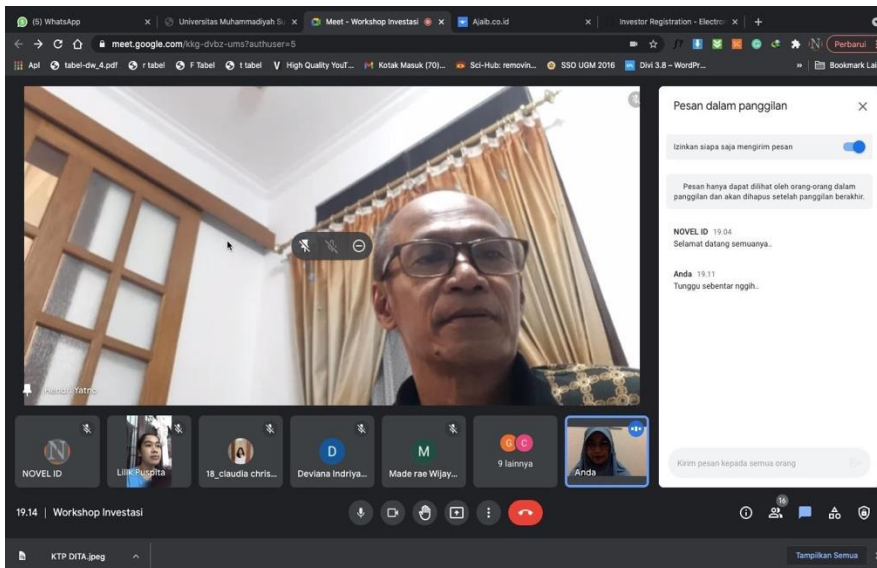 (5) WhatsApp
Universitas Muhammadiyah Su
Meet - Workshop Investasi
Ajaib.co.id
Investor Registration - Electro
meet.google.com/kkg-dvbz-ums?authuser=5
Perbarui
Apl
tabel-dw_4.pdf
r tabel
F Tabel
t tabel
High Quality YouT...
Kotak Masuk (70)...
Sci-Hub: removin...
SSO UGM 2016
Divi 3.8 – WordPr...
»
Bookmark Lai
Pesan dalam panggilan
Izinkan siapa saja mengirim pesan
Pesan hanya dapat dilihat oleh orang-orang dalam
panggilan dan akan dihapus setelah panggilan berakhir.
NOVEL ID 19.04
Selamat datang semuanya..
Anda 19.11
Tunggu sebentar nggih..
Hendri Yatno
NOVEL ID
Lilik Puspita
18_claudia chris...
D
Deviana Indriya...
M
Made rae Wijay...
G C
9 lainnya
Anda
Kirim pesan kepada semua orang
19.14 | Workshop Investasi
16
KTP DITA.jpeg
Tampilkan Semua